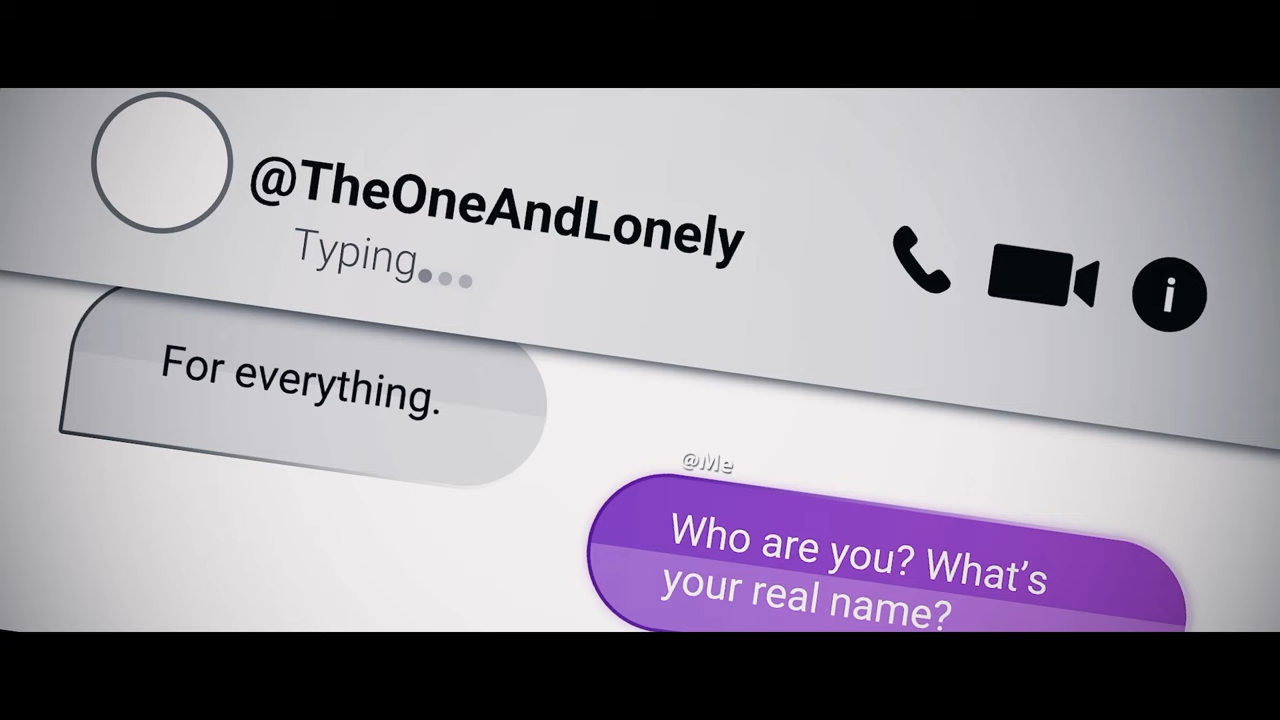 @TheOneAndLonely
Typing...
For everything.
@Me
Who are you? What’s
your real name?